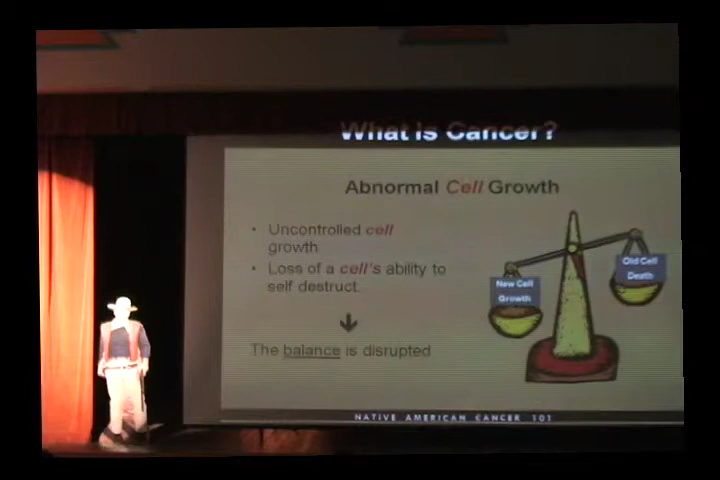 What Is Cancer?
Abnormal Cell Growth
• Uncontrolled cell
growth
• Loss of a cell's ability to
self destruct.
The balance is disrupted
New Cell
Growth
Old Cell
Death
NATIVE AMERICAN CANCER 101